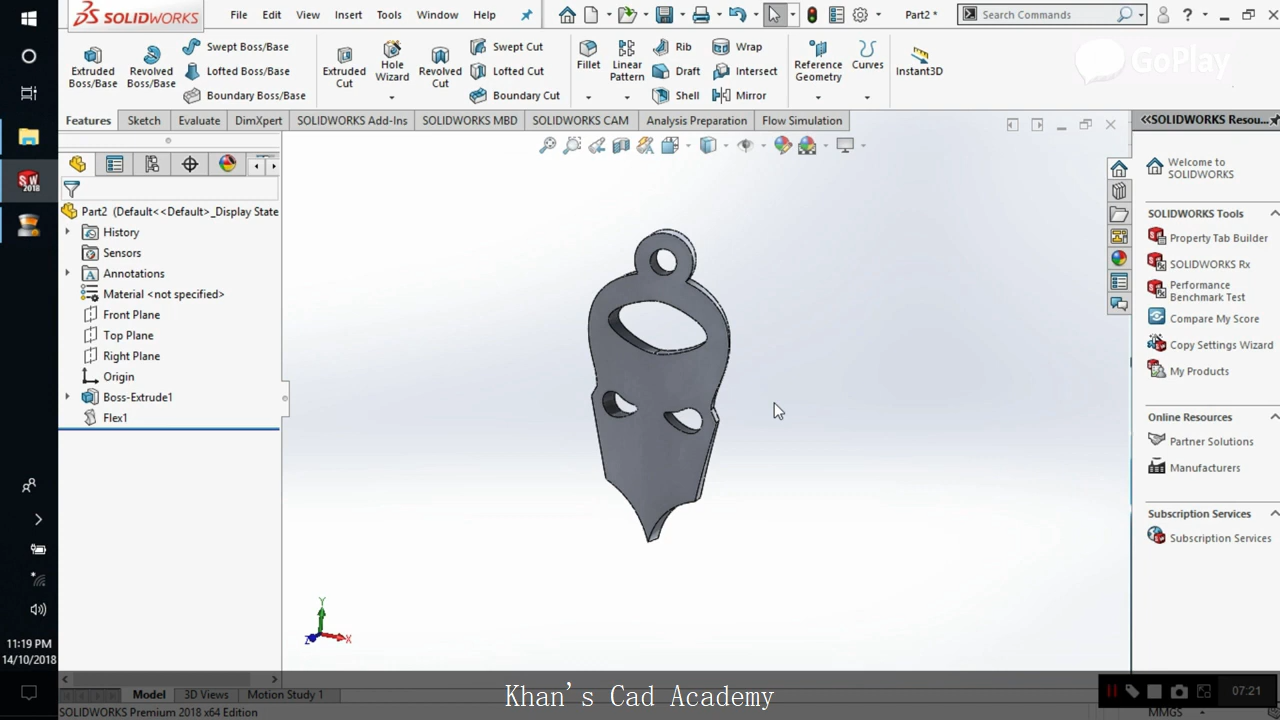 SOLIDWORKS File Edit View Insert Tools Window Help Part2 * Search Commands
Extruded Boss/Base
Revolved Boss/Base
Swept Boss/Base
Lofted Boss/Base
Boundary Boss/Base
Extruded Cut
Hole Wizard
Revolved Cut
Swept Cut
Lofted Cut
Boundary Cut
Fillet
Linear Pattern
Rib
Draft
Shell
Wrap
Intersect
Mirror
Reference Geometry
Curves
Instant3D
GoPlay
Features Sketch Evaluate DimXpert SOLIDWORKS Add-Ins SOLIDWORKS MBD SOLIDWORKS CAM Analysis Preparation Flow Simulation
Part2 (Default<<Default>_Display State
History
Sensors
Annotations
Material <not specified>
Front Plane
Top Plane
Right Plane
Origin
Boss-Extrude1
Flex1
Y
Z
X
SOLIDWORKS Resou...
Welcome to
SOLIDWORKS
SOLIDWORKS Tools
Property Tab Builder
SOLIDWORKS Rx
Performance
Benchmark Test
Compare My Score
Copy Settings Wizard
My Products
Online Resources
Partner Solutions
Manufacturers
Subscription Services
Subscription Services
SW
2018
11:19 PM
14/10/2018
Model 3D Views Motion Study 1
SOLIDWORKS Premium 2018 x64 Edition
Khan's Cad Academy
07:21
MMGS